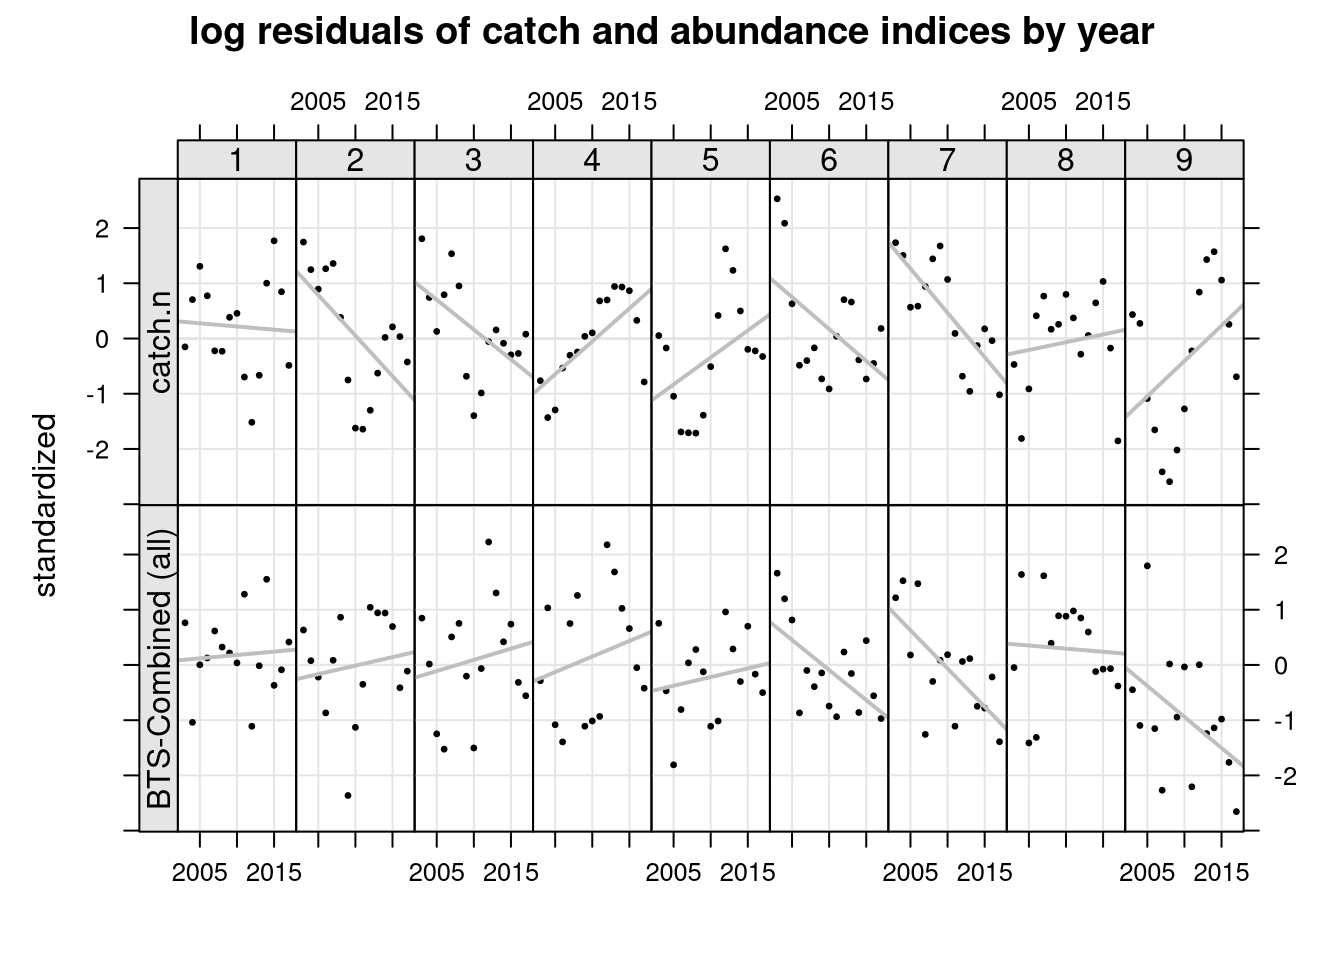 log residuals of catch and abundance indices by year
2005 2015 2005 2015 2005 2015 2005 2015
1 2 3 4 5 6 7 8 9
catch.n
2
1
0
-1
-2
standardized
BTS-Combined (all)
2
1
0
-1
-2
2005 2015 2005 2015 2005 2015 2005 2015 2005 2015